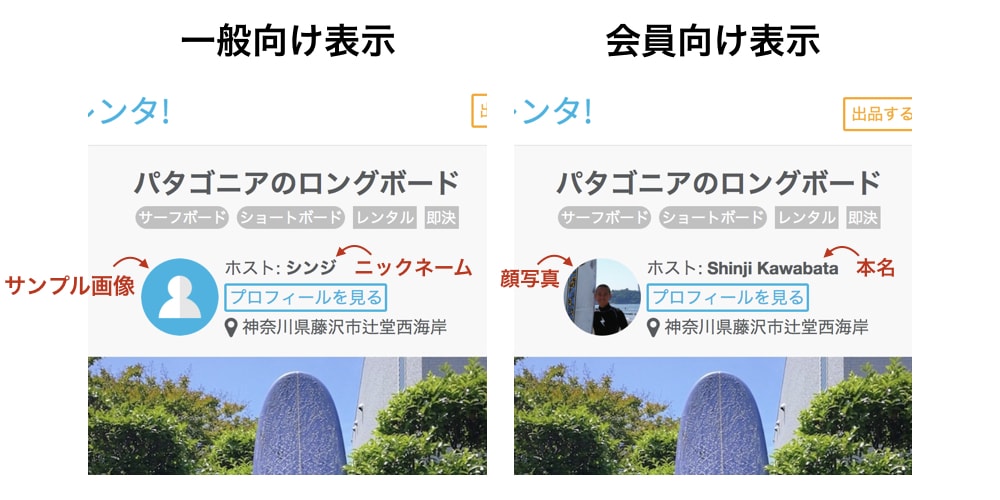 一般向け表示
会員向け表示
レンタ!
出
パタゴニアのロングボード
サーフボード ショートボード レンタル 即決
サンプル画像
ホスト: シンジ
ニックネーム
プロフィールを見る
神奈川県藤沢市辻堂西海岸
ンタ!
出品する
パタゴニアのロングボード
サーフボード ショートボード レンタル 即決
顔写真
ホスト: Shinji Kawabata
本名
プロフィールを見る
神奈川県藤沢市辻堂西海岸